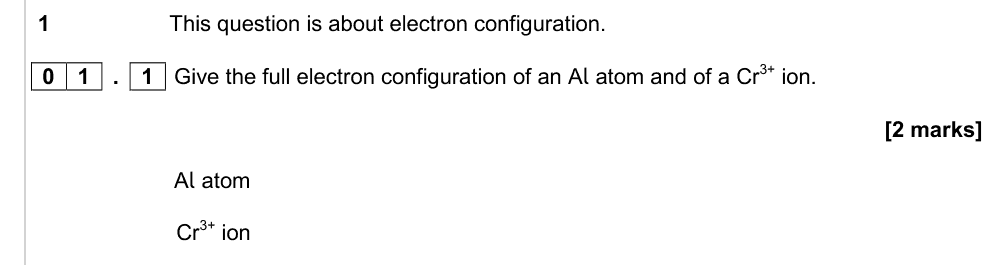 1 This question is about electron configuration.
0 1 . 1 Give the full electron configuration of an Al atom and of a Cr³⁺ ion.
[2 marks]
Al atom
Cr³⁺ ion